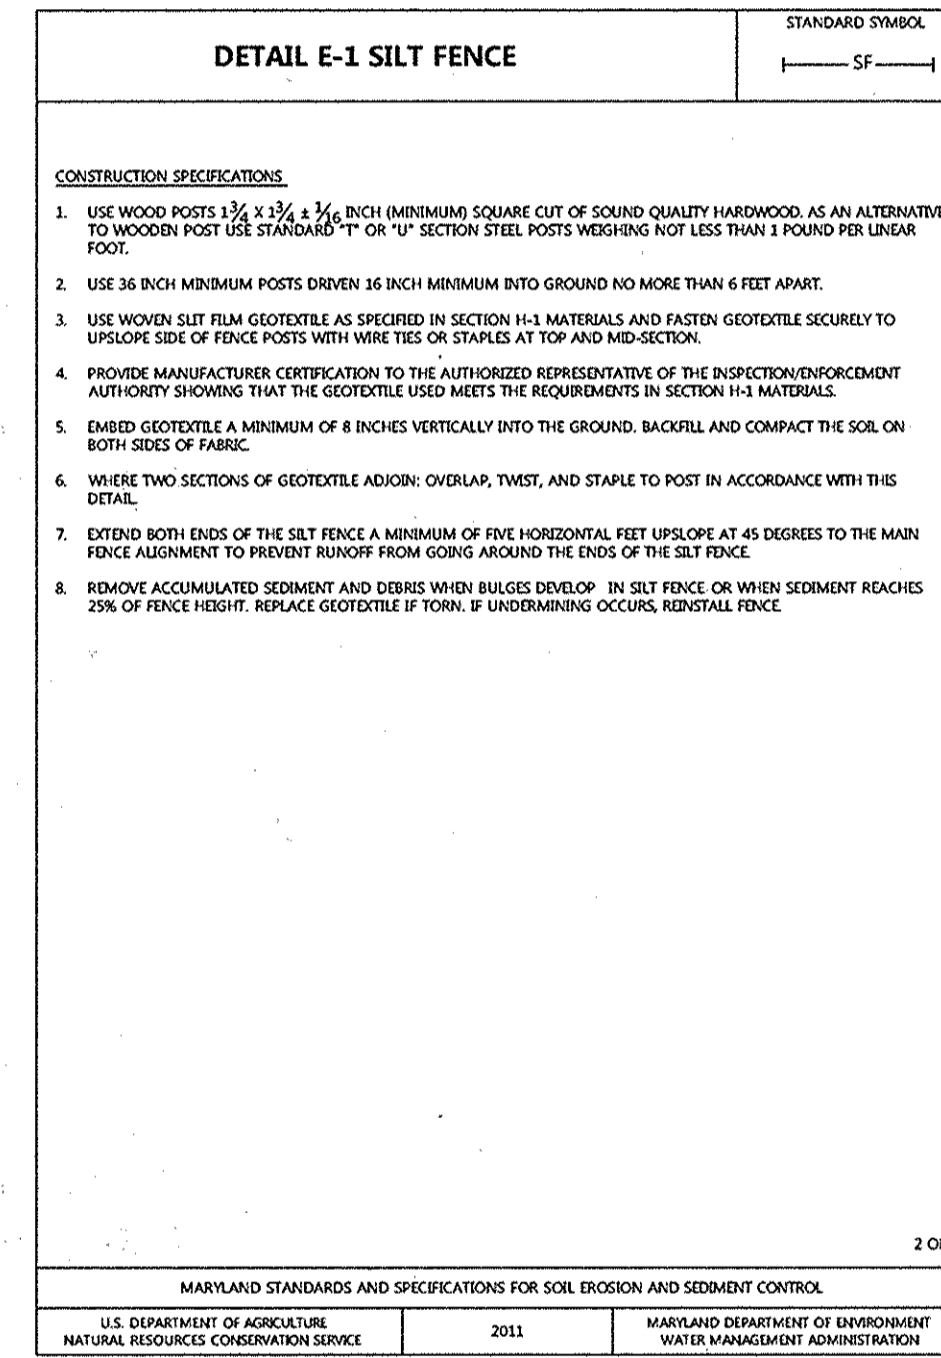 DETAIL E-1 SILT FENCE
STANDARD SYMBOL
SF
CONSTRUCTION SPECIFICATIONS
1. USE WOOD POSTS 1¾ X 1¾ ± 1/16 INCH (MINIMUM) SQUARE CUT OF SOUND QUALITY HARDWOOD. AS AN ALTERNATIVE
TO WOODEN POST USE STANDARD "T" OR "U" SECTION STEEL POSTS WEIGHING NOT LESS THAN 1 POUND PER LINEAR
FOOT.
2. USE 36 INCH MINIMUM POSTS DRIVEN 16 INCH MINIMUM INTO GROUND NO MORE THAN 6 FEET APART.
3. USE WOVEN SLIT FILM GEOTEXTILE AS SPECIFIED IN SECTION H-1 MATERIALS AND FASTEN GEOTEXTILE SECURELY TO
UPSLOPE SIDE OF FENCE POSTS WITH WIRE TIES OR STAPLES AT TOP AND MID-SECTION.
4. PROVIDE MANUFACTURER CERTIFICATION TO THE AUTHORIZED REPRESENTATIVE OF THE INSPECTION/ENFORCEMENT
AUTHORITY SHOWING THAT THE GEOTEXTILE USED MEETS THE REQUIREMENTS IN SECTION H-1 MATERIALS.
5. EMBED GEOTEXTILE A MINIMUM OF 8 INCHES VERTICALLY INTO THE GROUND. BACKFILL AND COMPACT THE SOIL ON
BOTH SIDES OF FABRIC.
6. WHERE TWO SECTIONS OF GEOTEXTILE ADJOIN: OVERLAP, TWIST, AND STAPLE TO POST IN ACCORDANCE WITH THIS
DETAIL.
7. EXTEND BOTH ENDS OF THE SILT FENCE A MINIMUM OF FIVE HORIZONTAL FEET UPSLOPE AT 45 DEGREES TO THE MAIN
FENCE ALIGNMENT TO PREVENT RUNOFF FROM GOING AROUND THE ENDS OF THE SILT FENCE.
8. REMOVE ACCUMULATED SEDIMENT AND DEBRIS WHEN BULGES DEVELOP IN SILT FENCE OR WHEN SEDIMENT REACHES
25% OF FENCE HEIGHT. REPLACE GEOTEXTILE IF TORN. IF UNDERMINING OCCURS, REINSTALL FENCE.
2
MARYLAND STANDARDS AND SPECIFICATIONS FOR SOIL EROSION AND SEDIMENT CONTROL
U.S. DEPARTMENT OF AGRICULTURE
NATURAL RESOURCES CONSERVATION SERVICE
2011
MARYLAND DEPARTMENT OF ENVIRONMENT
WATER MANAGEMENT ADMINISTRATION